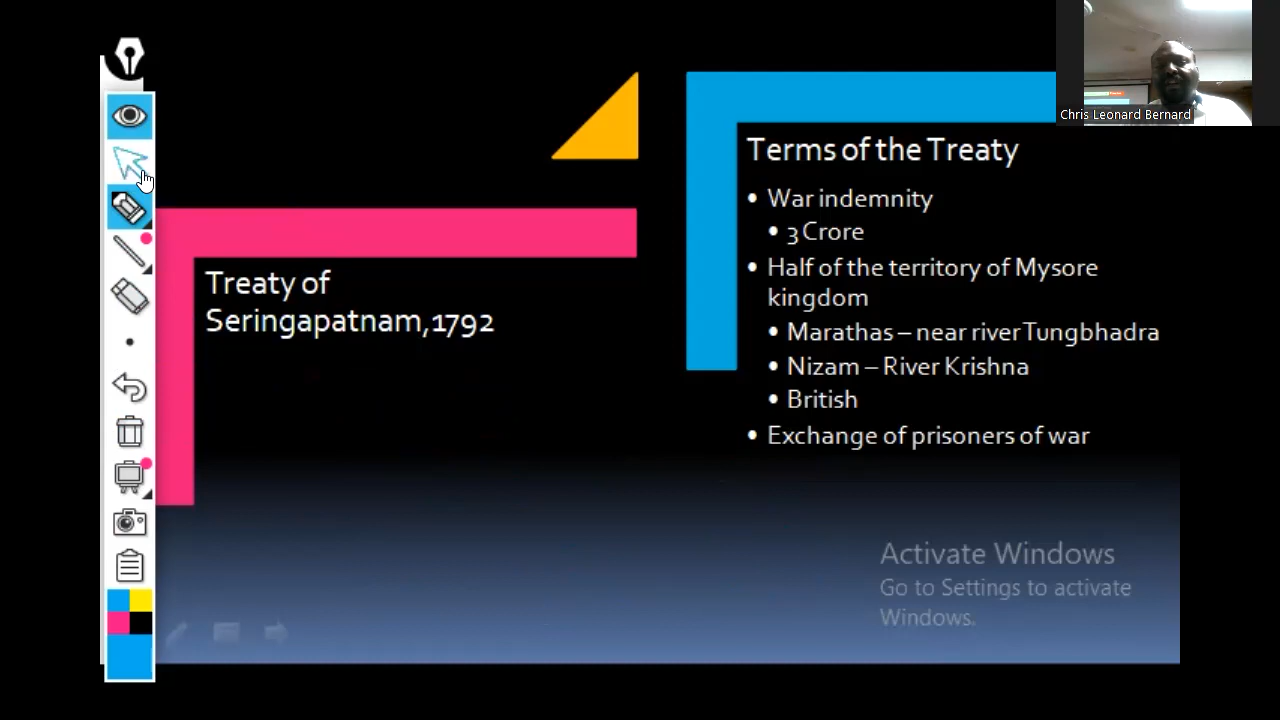 Chris Leonard Bernard
Terms of the Treaty
• War indemnity
• 3 Crore
• Half of the territory of Mysore
kingdom
• Marathas – near river Tungbhadra
• Nizam – River Krishna
• British
• Exchange of prisoners of war
Treaty of
Seringapatnam,1792
Activate Windows
Go to Settings to activate
Windows.